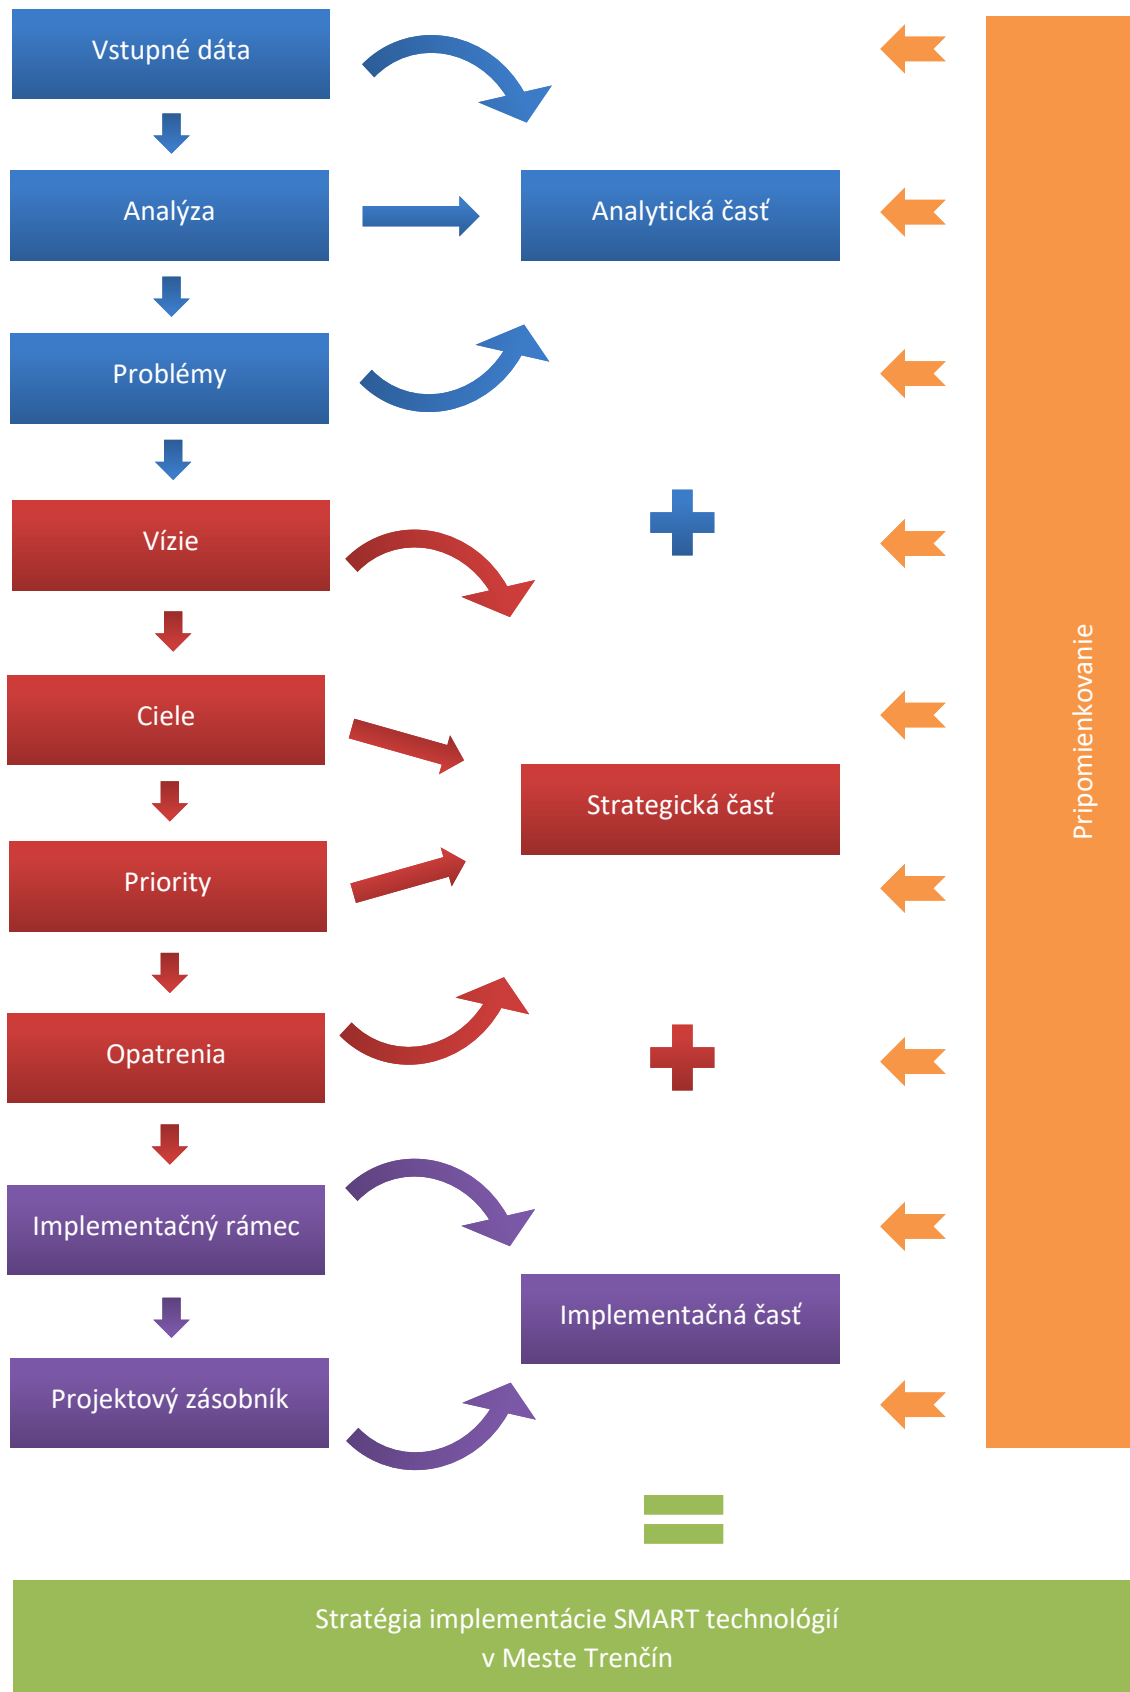 Vstupné dáta
Analýza
Analytická časť
Problémy
Vízie
Ciele
Strategická časť
Priority
Opatrenia
Implementačný rámec
Implementačná časť
Projektový zásobník
Pripomienkovanie
Stratégia implementácie SMART technológií
v Meste Trenčín